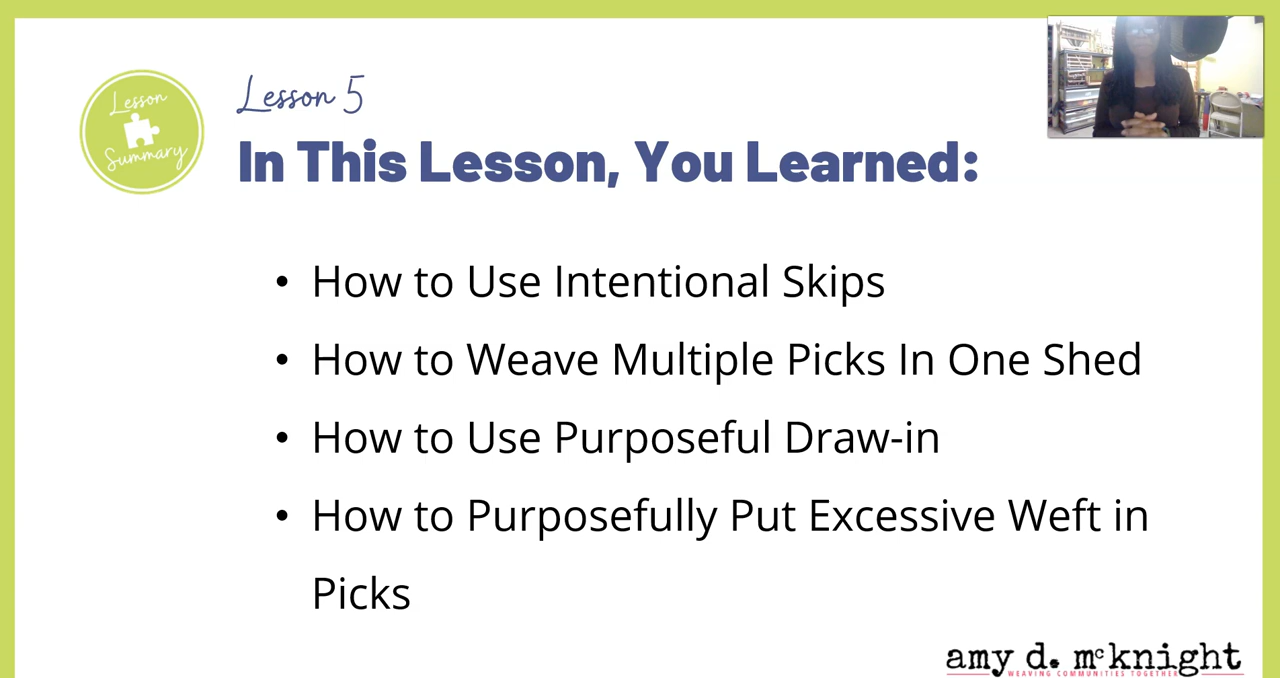 Lesson
Summary
Lesson 5
In This Lesson, You Learned:
• How to Use Intentional Skips
• How to Weave Multiple Picks In One Shed
• How to Use Purposeful Draw-in
• How to Purposefully Put Excessive Weft in
Picks
amy d. mcknight
WEAVING COMMUNITIES TOGETHER